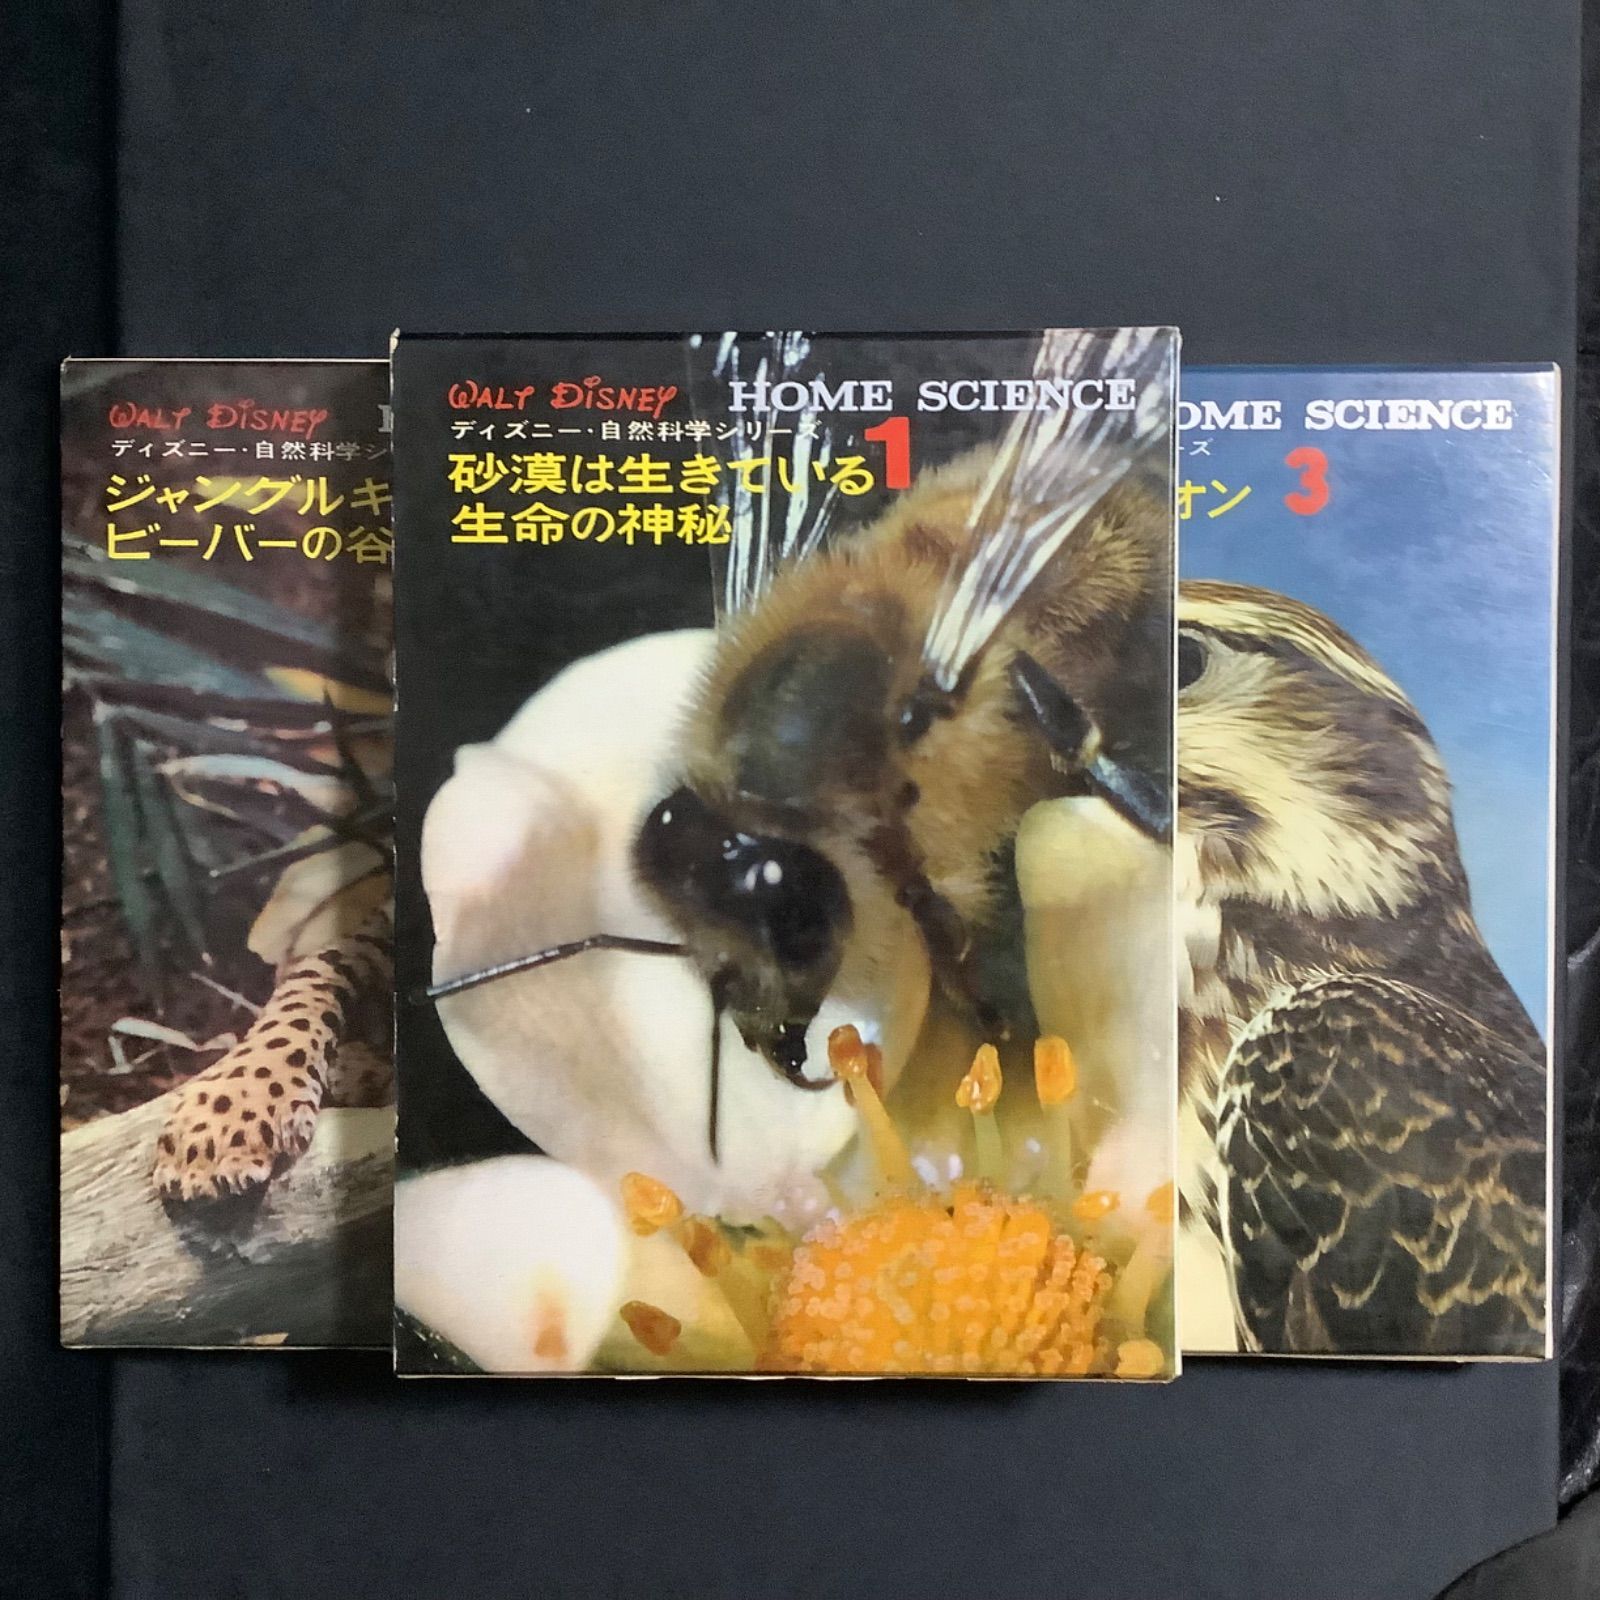 WALT DISNEY
ディズニー・自然科学シ
ジャングルキ
ビーバーの谷
WALT DISNEY HOME SCIENCE
ディズニー・自然科学シリーズ 1
砂漠は生きている
生命の神秘
OME SCIENCE
ーズ
オン 3